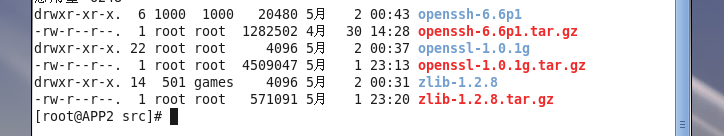 drwxr-xr-x. 6 1000 1000 20480 5月 2 00:43 openssh-6.6p1
-rw-r--r--. 1 root root 1282502 4月 30 14:28 openssh-6.6p1.tar.gz
drwxr-xr-x. 22 root root 4096 5月 2 00:37 openssl-1.0.1g
-rw-r--r--. 1 root root 4509047 5月 1 23:13 openssl-1.0.1g.tar.gz
drwxr-xr-x. 14 501 games 4096 5月 2 00:31 zlib-1.2.8
-rw-r--r--. 1 root root 571091 5月 1 23:20 zlib-1.2.8.tar.gz
[root@APP2 src]#